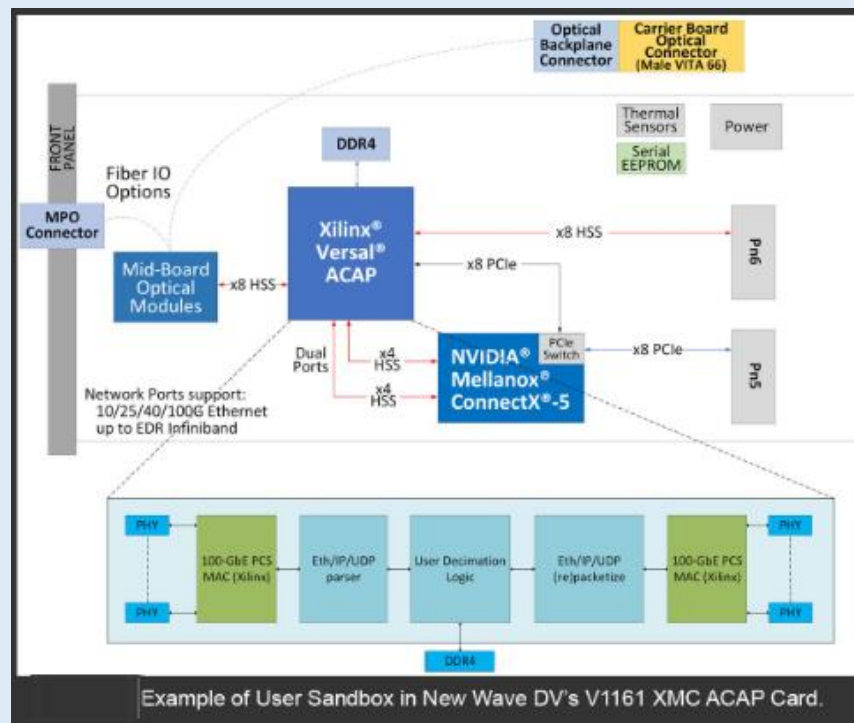 Optical
Backplane
Connector
Carrier Board
Optical
Connector
(Male VITA 66)
FRONT
PANEL
Thermal
Sensors
Power
Serial
EEPROM
DDR4
Fiber IO
Options
MPO
Connector
Xilinx®
Versal®
ACAP
x8 HSS
Pn6
Mid-Board
Optical
Modules
x8 HSS
x8 PCIe
Dual
Ports
x4
HSS
x4
HSS
NVIDIA®
Mellanox®
ConnectX®-5
PCIe
Switch
x8 PCIe
Pn5
Network Ports support:
10/25/40/100G Ethernet
up to EDR Infiniband
PHY
PHY
100-GbE PCS
MAC (Xilinx)
Eth/IP/UDP
parser
User Decimation
Logic
Eth/IP/UDP
(re)packetize
100-GbE PCS
MAC (Xilinx)
PHY
PHY
DDR4
Example of User Sandbox in New Wave DV's V1161 XMC ACAP Card.